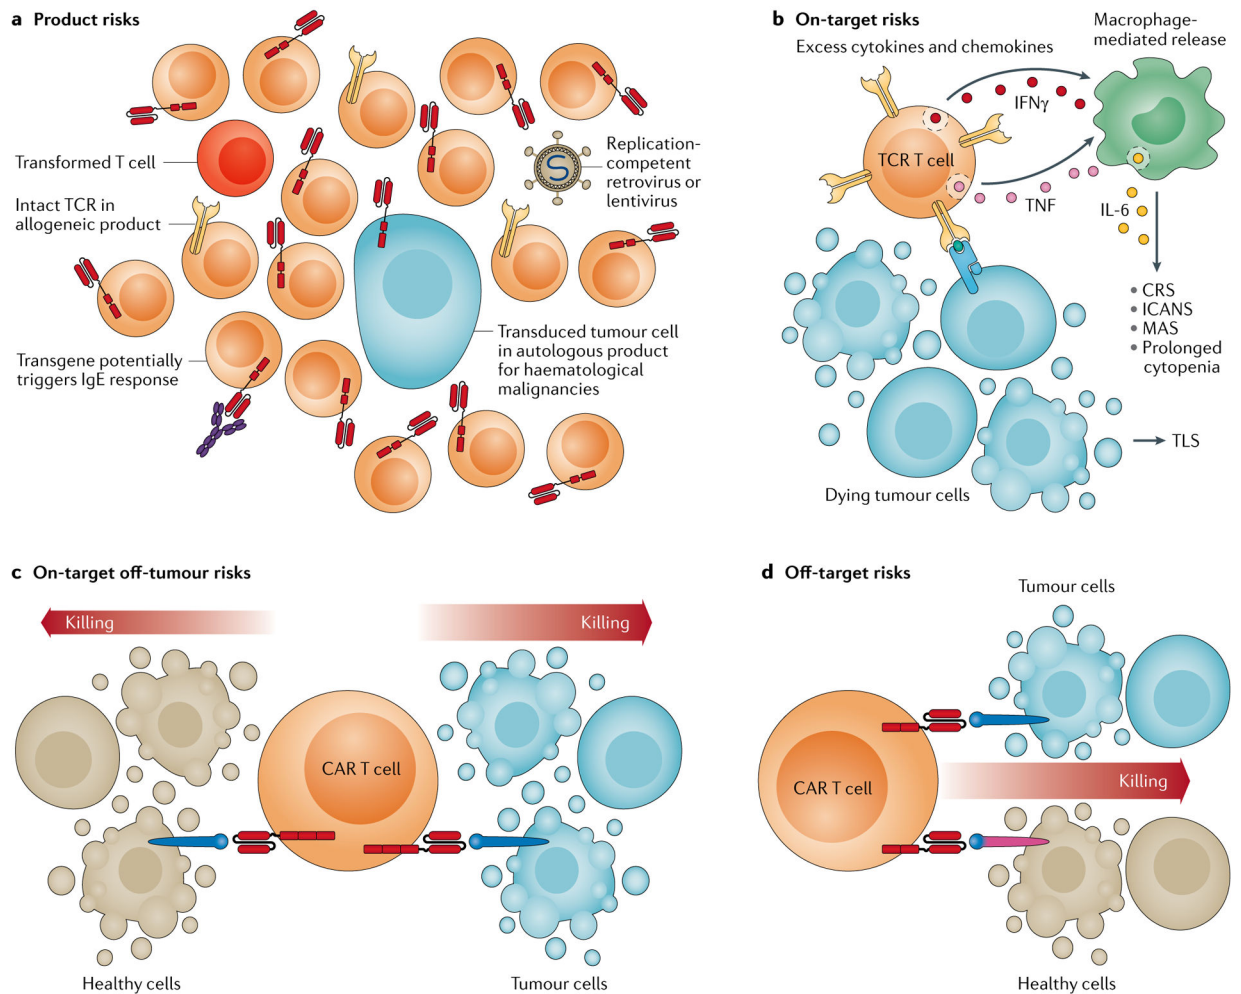 a Product risks
Transformed T cell
Intact TCR in
allogeneic product
Transgene potentially
triggers IgE response
Replication-
competent
retrovirus or
lentivirus
Transduced tumour cell
in autologous product
for haematological
malignancies
b On-target risks
Excess cytokines and chemokines
Macrophage-
mediated release
IFNγ
TCR T cell
TNF
IL-6
• CRS
• ICANS
• MAS
• Prolonged
cytopenia
TLS
Dying tumour cells
c On-target off-tumour risks
Killing
Killing
CAR T cell
Healthy cells
Tumour cells
d Off-target risks
Tumour cells
CAR T cell
Killing
Healthy cells